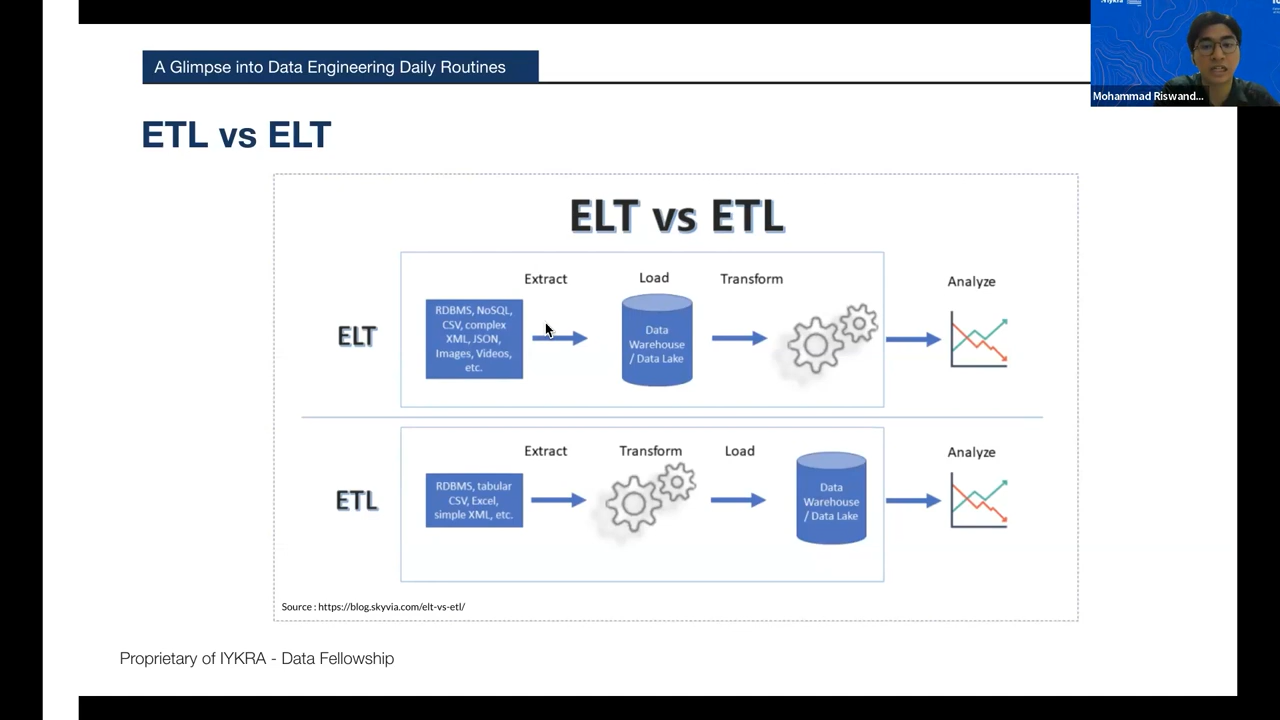 A Glimpse into Data Engineering Daily Routines
Mohammad Riswand...
ETL vs ELT
ELT vs ETL
Extract
Load
Transform
Analyze
ELT
RDBMS, NoSQL,
CSV, complex
XML, JSON,
Images, Videos,
etc.
Data
Warehouse
/ Data Lake
Extract
Transform
Load
Analyze
ETL
RDBMS, tabular
CSV, Excel,
simple XML, etc.
Data
Warehouse
/ Data Lake
Source : https://blog.skyvia.com/elt-vs-etl/
Proprietary of IYKRA - Data Fellowship